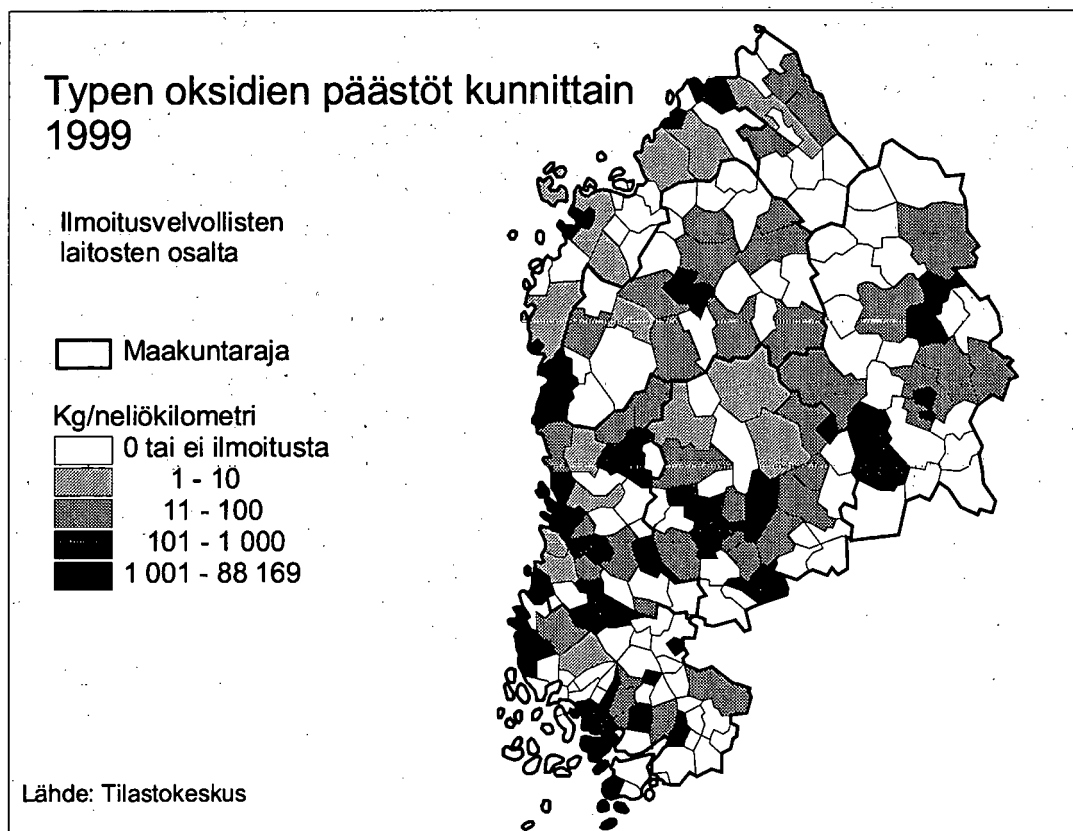 Typen oksidien päästöt kunnittain
1999
Ilmoitusvelvollisten
laitosten osalta
Maakuntaraja
Kg/neliökilometri
0 tai ei ilmoitusta
1 - 10
11 - 100
101 - 1 000
1 001 - 88 169
Lähde: Tilastokeskus